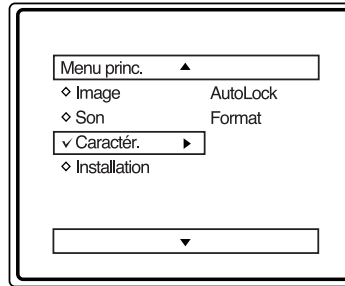 Menu princ.
Image AutoLock
Son Format
Caractér.
Installation